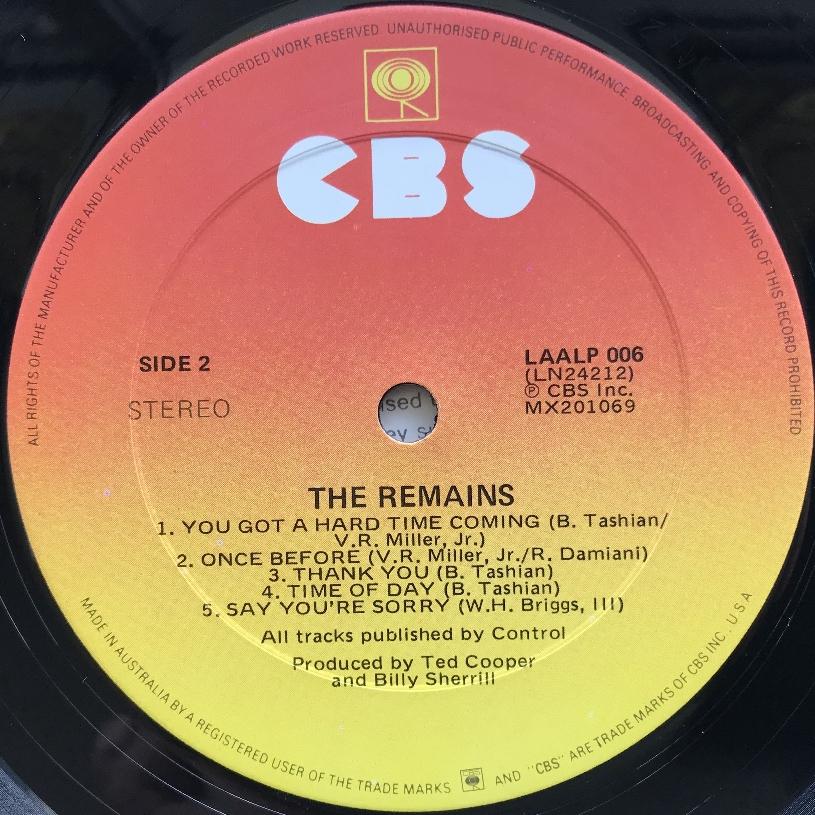 ALL RIGHTS OF THE MANUFACTURER AND OF THE OWNER OF THE RECORDED WORK RESERVED. UNAUTHORISED PUBLIC PERFORMANCE. BROADCASTING AND COPYING OF THIS RECORD PROHIBITED
CBS
SIDE 2
STEREO
LAALP 006
(LN24212)
℗ CBS Inc.
MX201069
THE REMAINS
1. YOU GOT A HARD TIME COMING (B. Tashian/
V.R. Miller, Jr.)
2. ONCE BEFORE (V.R. Miller, Jr./R. Damiani)
3. THANK YOU (B. Tashian)
4. TIME OF DAY (B. Tashian)
5. SAY YOU'RE SORRY (W.H. Briggs, III)
All tracks published by Control
Produced by Ted Cooper
and Billy Sherrill
MADE IN AUSTRALIA BY A REGISTERED USER OF THE TRADE MARKS AND "CBS" ARE TRADE MARKS OF CBS INC. U.S.A